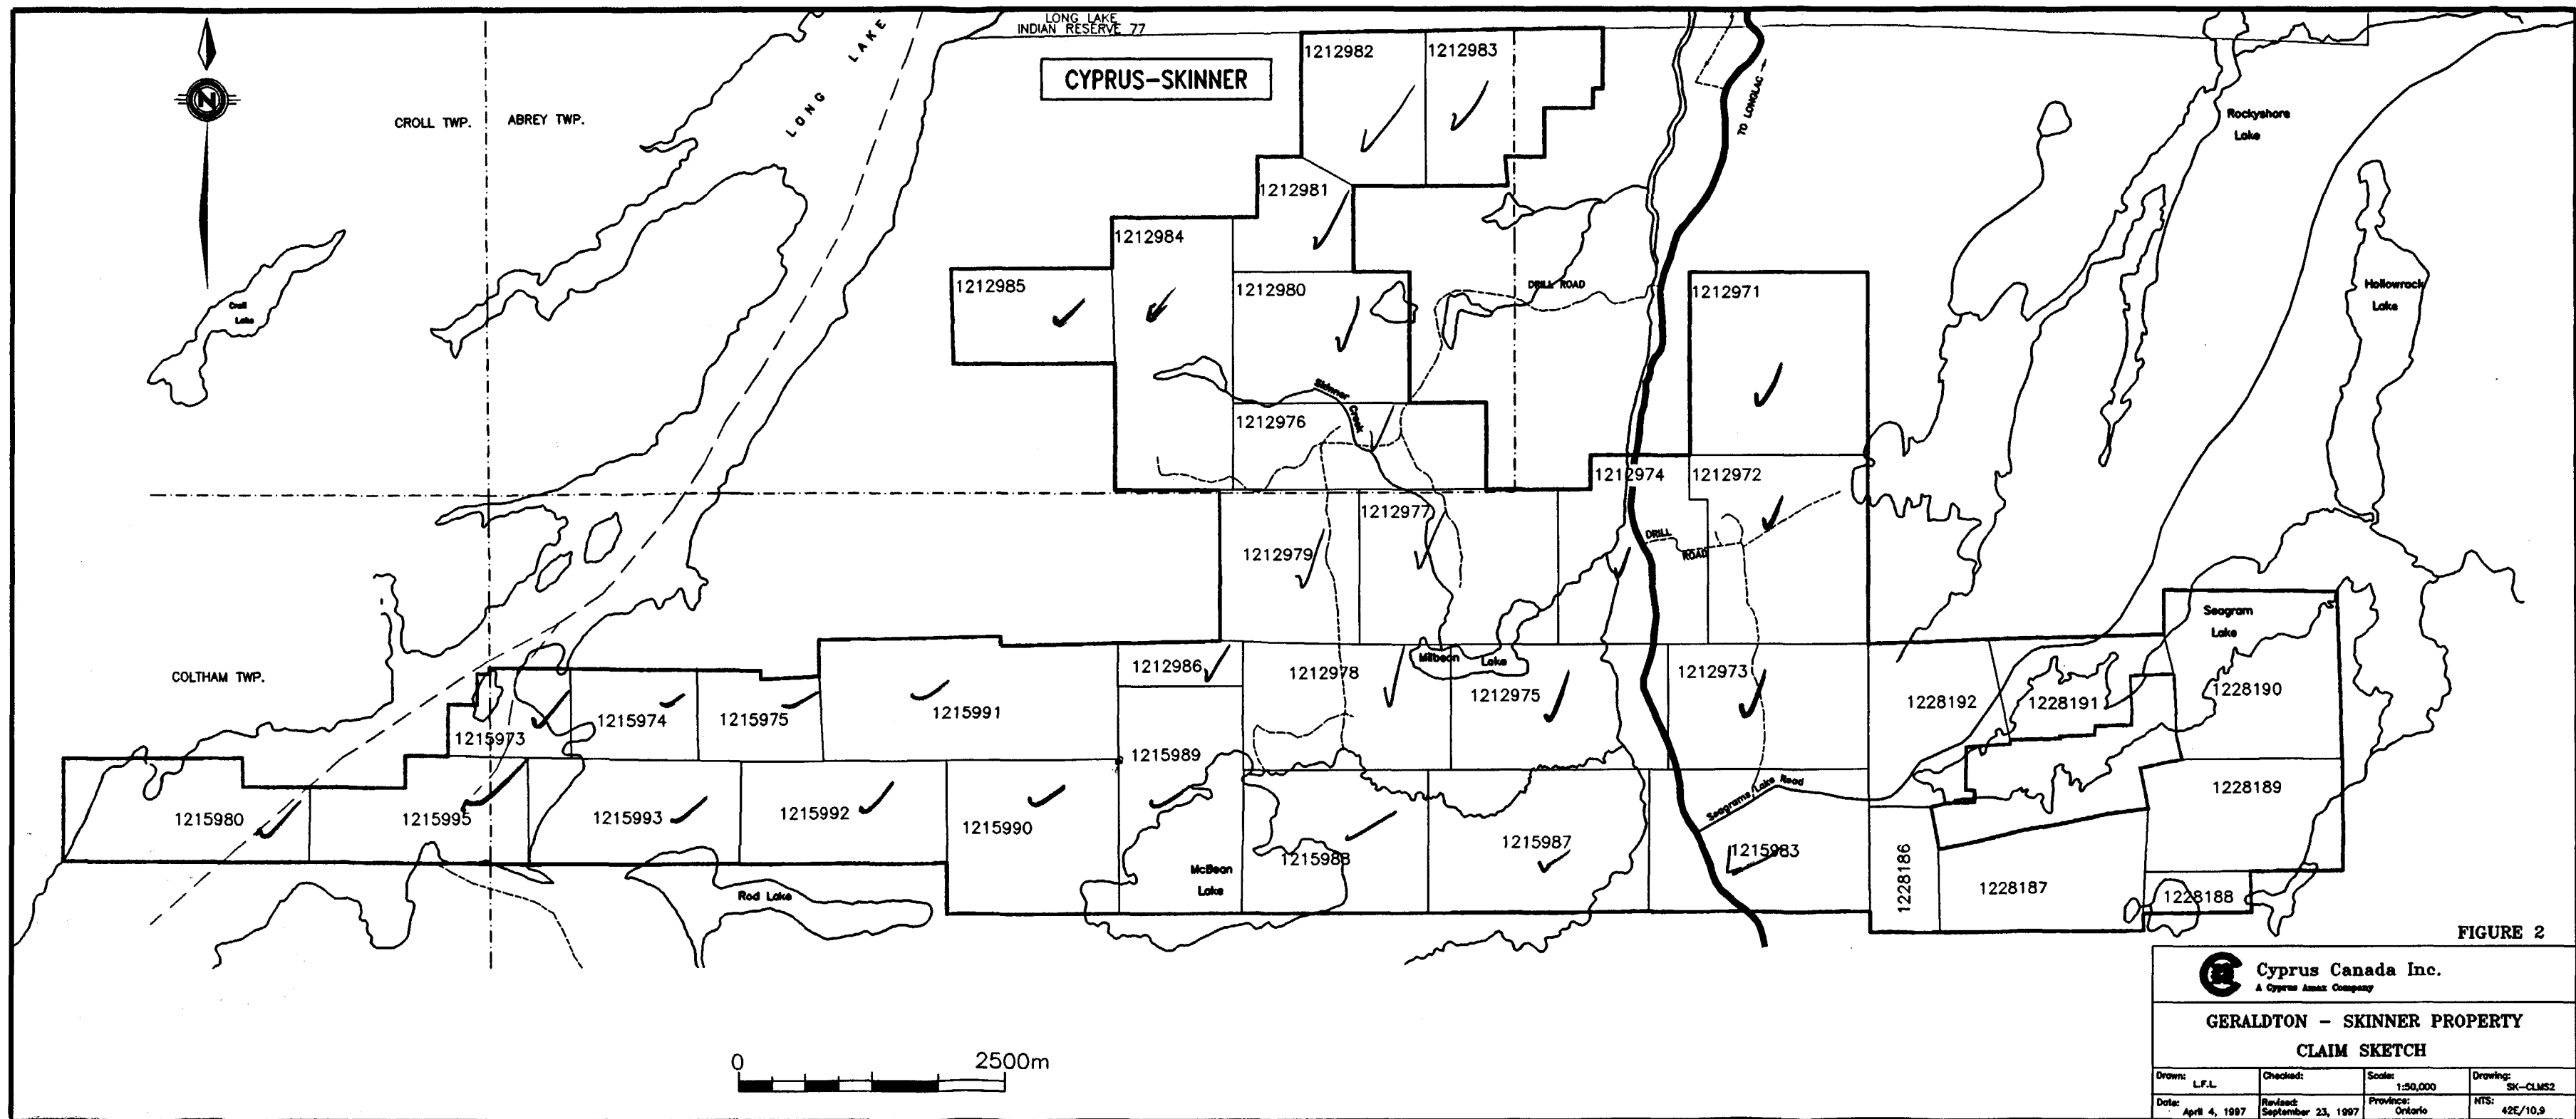 LONG LAKE
INDIAN RESERVE 77
CYPRUS-SKINNER
N
CROLL TWP.
ABREY TWP.
LONG LAKE
1212982
1212983
TO LONGLAC
Rockyshore
Lake
1212981
1212984
1212985
1212980
DRILL ROAD
1212971
Hollowrock
Lake
Croll
Lake
Skinner Creek
1212976
1212974
1212972
1212977
1212979
DRILL
ROAD
Seagram
Lake
COLTHAM TWP.
1212986
1212978
Milbean Lake
1212975
1212973
1228192
1228191
1228190
1215973
1215974
1215975
1215991
1215989
Seagrams Lake Road
1228189
1215980
1215995
1215993
1215992
1215990
1215988
1215987
1215983
1228186
1228187
1228188
McBean
Lake
Rod Lake
FIGURE 2
Cyprus Canada Inc.
A Cyprus Amax Company
GERALDTON - SKINNER PROPERTY
CLAIM SKETCH
Drawn: L.F.L. Checked: Scale: 1:50,000 Drawing: SK-CLMS2
Date: April 4, 1997 Revised: September 23, 1997 Province: Ontario NTS: 42E/10,9
0 2500m